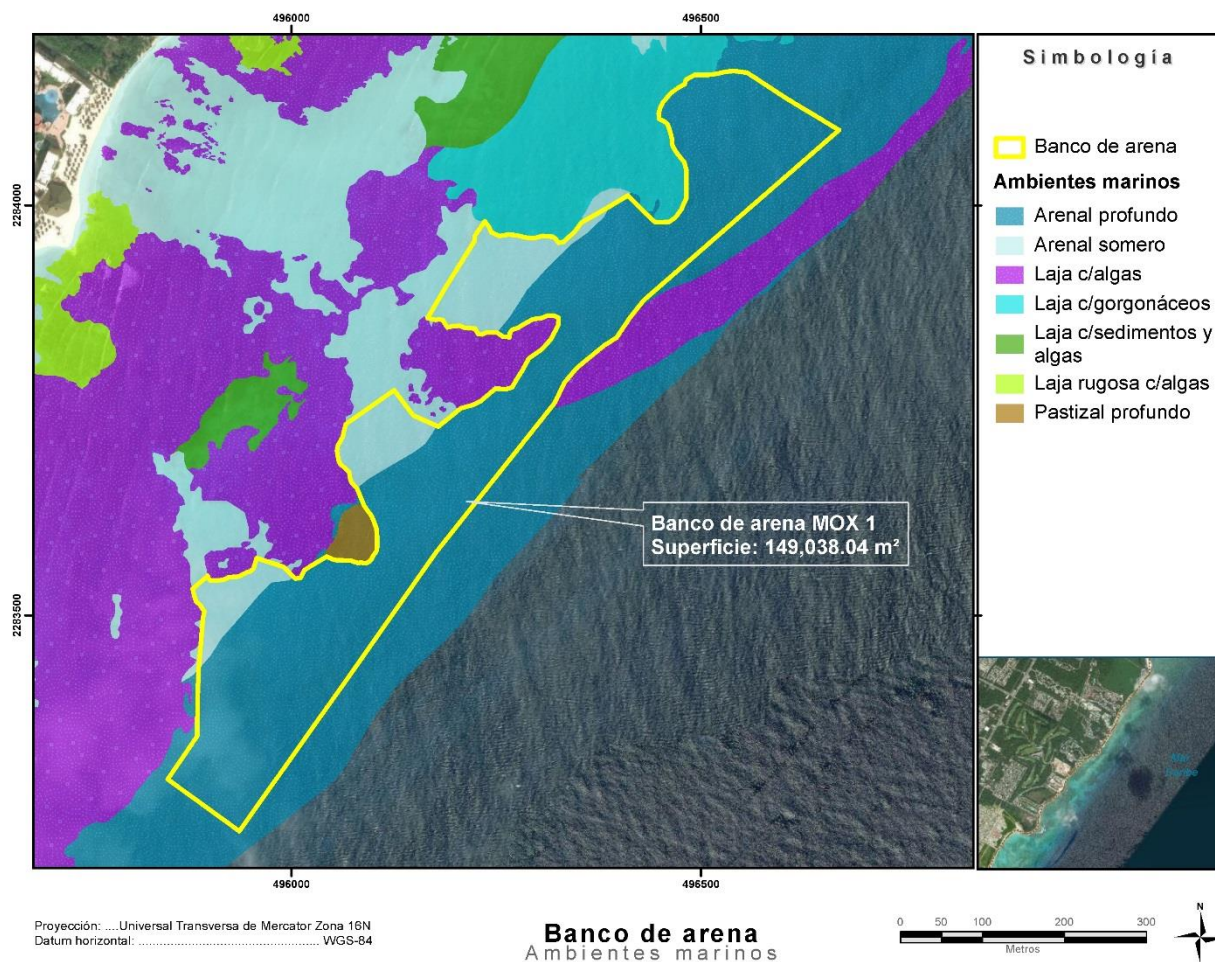 496000
496500
Simbología
Banco de arena
Ambientes marinos
Arenal profundo
Arenal somero
Laja c/algas
Laja c/gorgonáceos
Laja c/sedimentos y
algas
Laja rugosa c/algas
Pastizal profundo
2284000
2283500
Banco de arena MOX 1
Superficie: 149,038.04 m²
Mar
Caribe
496000
496500
Proyección: ....Universal Transversa de Mercator Zona 16N
Datum horizontal: ................................................ WGS-84
Banco de arena
Ambientes marinos
0 50 100 200 300
Metros
N